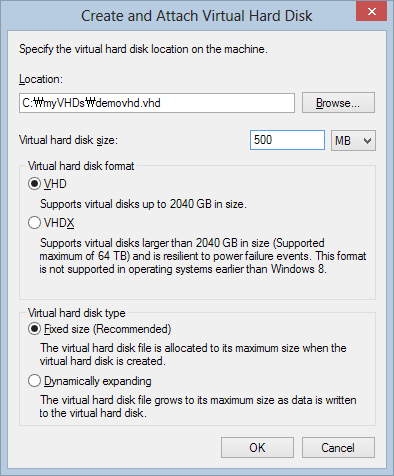 Create and Attach Virtual Hard Disk
Specify the virtual hard disk location on the machine.
Location:
C:₩myVHDs₩demovhd.vhd
Browse...
Virtual hard disk size:
500
MB
Virtual hard disk format
VHD
Supports virtual disks up to 2040 GB in size.
VHDX
Supports virtual disks larger than 2040 GB in size (Supported
maximum of 64 TB) and is resilient to power failure events. This format
is not supported in operating systems earlier than Windows 8.
Virtual hard disk type
Fixed size (Recommended)
The virtual hard disk file is allocated to its maximum size when the
virtual hard disk is created.
Dynamically expanding
The virtual hard disk file grows to its maximum size as data is written
to the virtual hard disk.
OK
Cancel